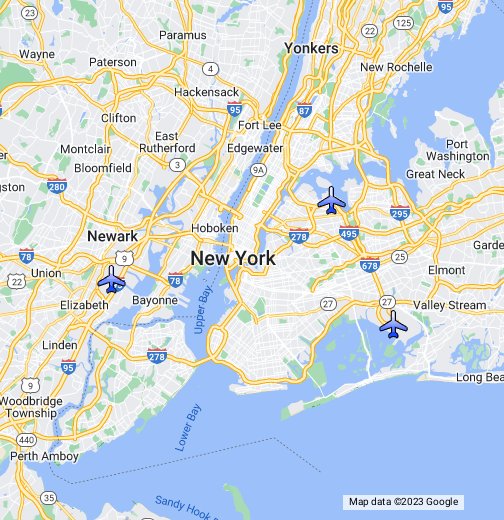 23
Wayne
Paramus
22
125
25A
Paterson
4
Yonkers
New Rochelle
Hackensack
95
87
Clifton
Fort Lee
Port
Washington
East
Rutherford
Edgewater
Montclair
Bloomfield
3
9A
Great Neck
gston
280
295
Hoboken
278
495
Newark
9
New York
678
25
Garde
78
Union
78
Elmont
22
Elizabeth
Bayonne
Upper Bay
27
27
Valley Stream
Linden
278
95
Long Bea
9
Woodbridge
Township
Lower Bay
440
Perth Amboy
35
Sandy Hook
Map data ©2023 Google